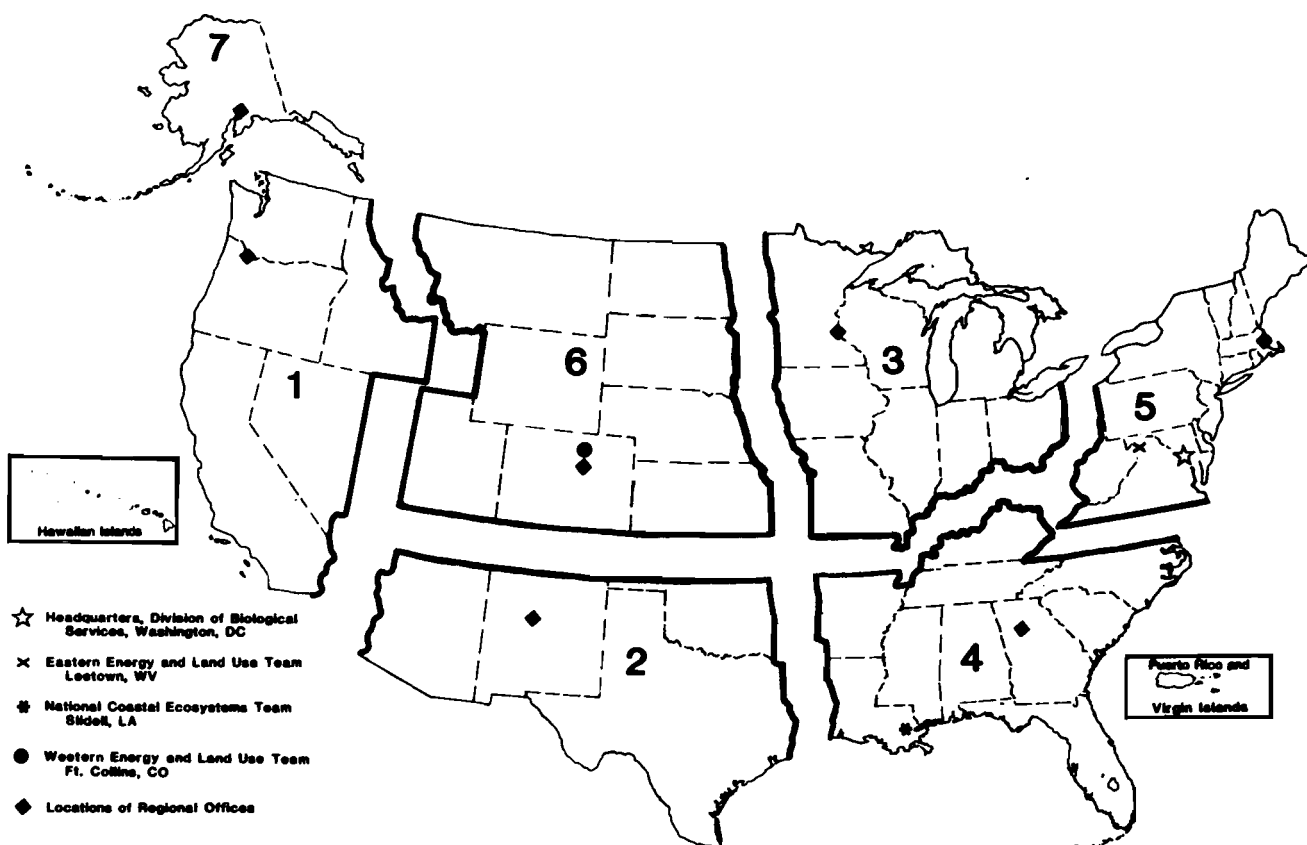 7
6
3
1
5
Hawaiian Islands
2
4
Puerto Rico and
Virgin Islands
Headquarters, Division of Biological
Services, Washington, DC
Eastern Energy and Land Use Team
Leetown, WV
National Coastal Ecosystems Team
Slidell, LA
Western Energy and Land Use Team
Ft. Collins, CO
Locations of Regional Offices